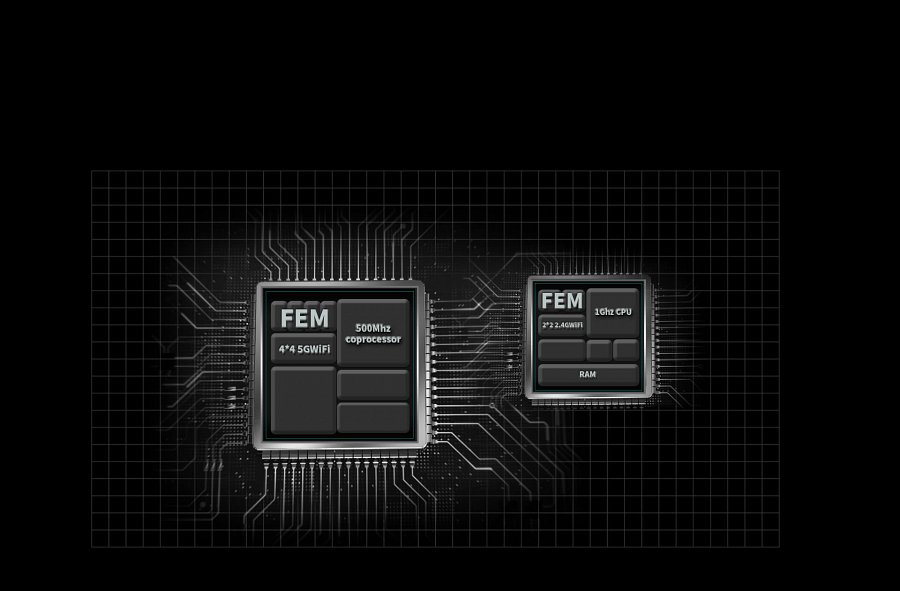 FEM
500Mhz
coprocessor
4*4 5GWiFi
FEM
1Ghz CPU
2*2 2.4GWiFi
RAM